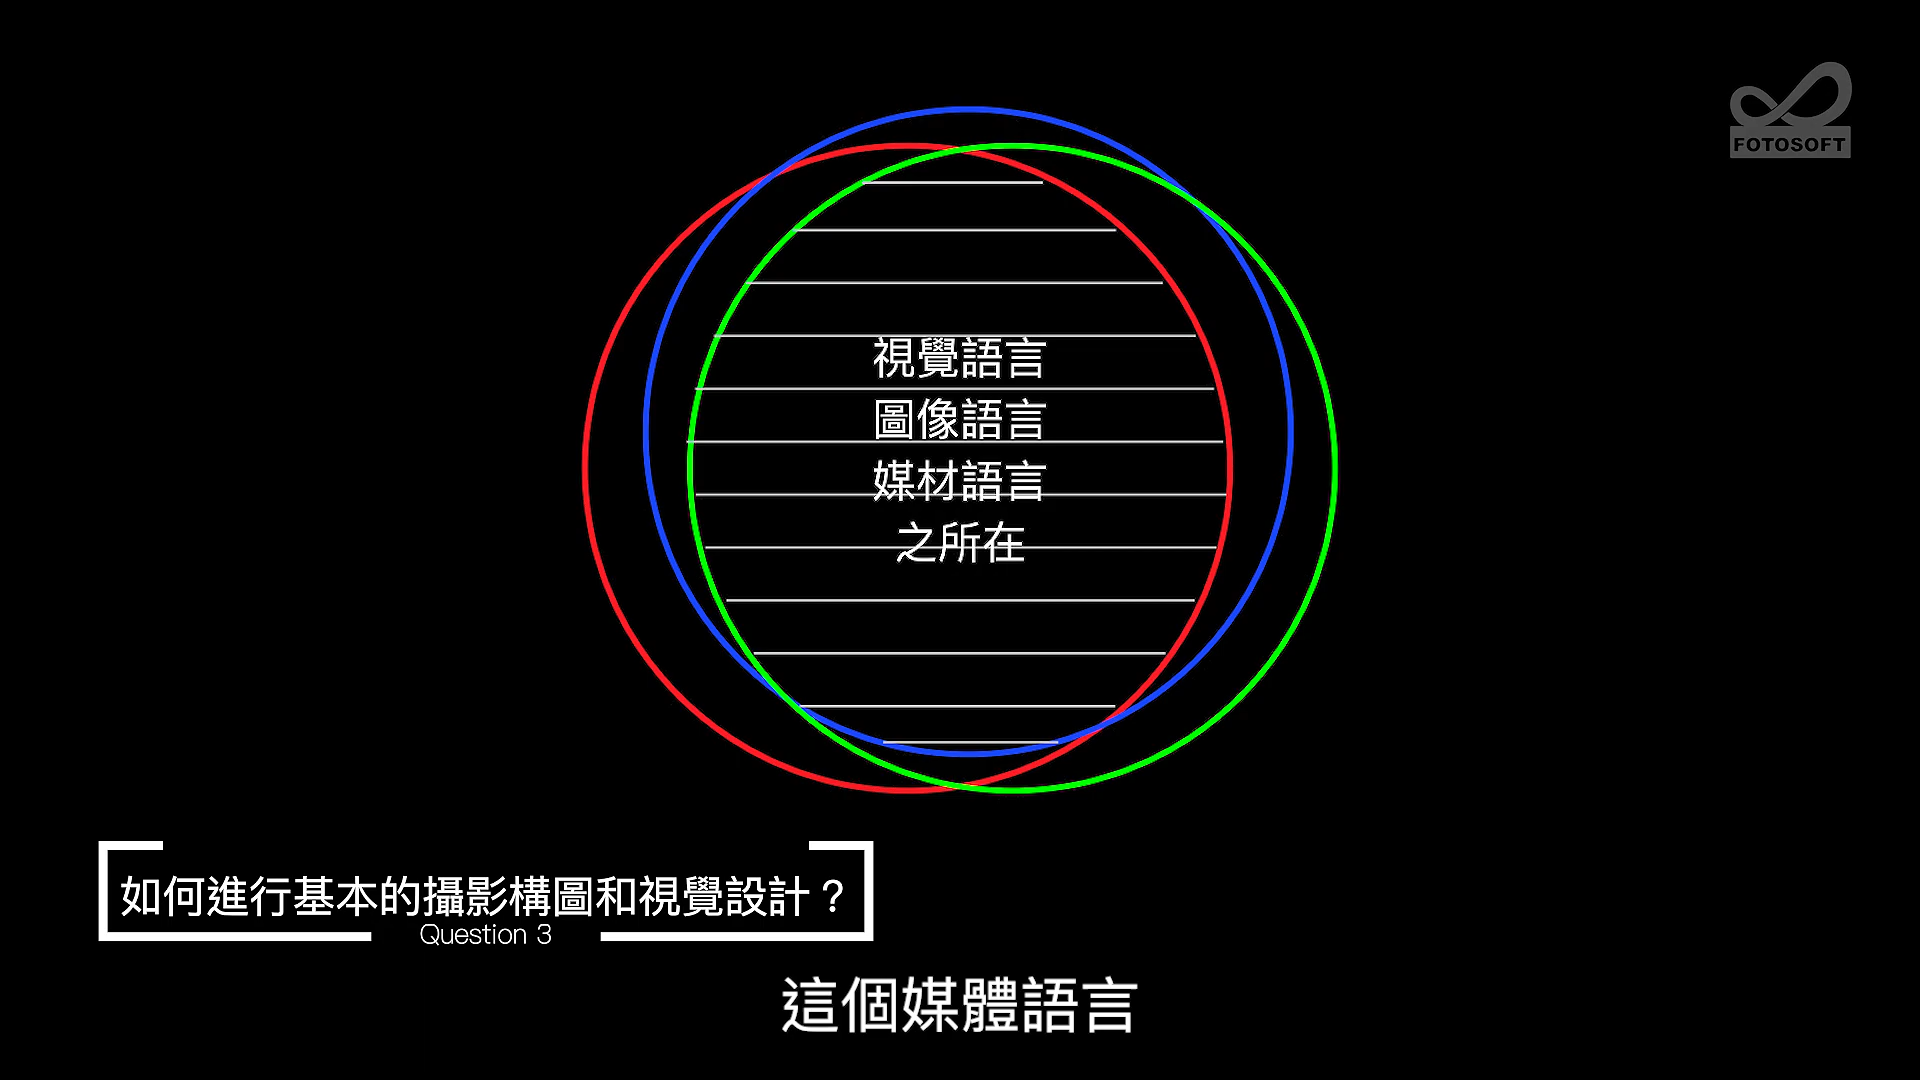 FOTOSOFT
視覺語言
圖像語言
媒材語言
之所在
如何進行基本的攝影構圖和視覺設計？
Question 3
這個媒體語言